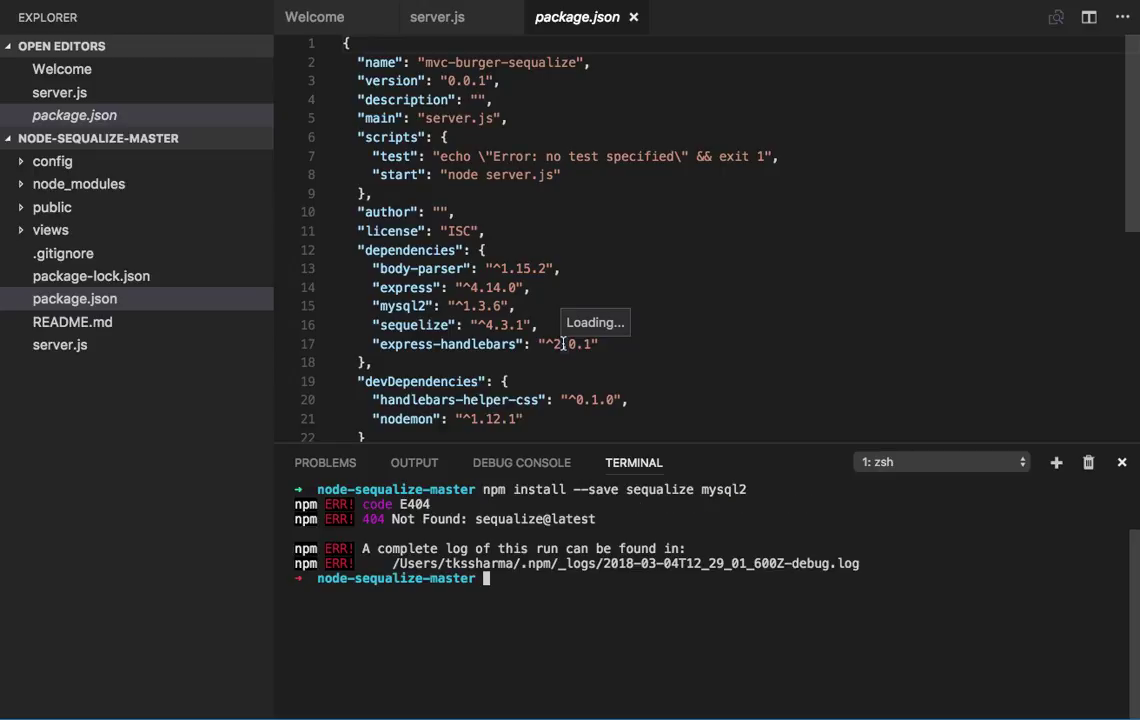 EXPLORER
OPEN EDITORS
Welcome
server.js
package.json
NODE-SEQUALIZE-MASTER
config
node_modules
public
views
.gitignore
package-lock.json
package.json
README.md
server.js
Welcome server.js package.json
1 {
2 "name": "mvc-burger-sequalize",
3 "version": "0.0.1",
4 "description": "",
5 "main": "server.js",
6 "scripts": {
7 "test": "echo \"Error: no test specified\" && exit 1",
8 "start": "node server.js"
9 },
10 "author": "",
11 "license": "ISC",
12 "dependencies": {
13 "body-parser": "^1.15.2",
14 "express": "^4.14.0",
15 "mysql2": "^1.3.6",
16 "sequelize": "^4.3.1",
Loading...
17 "express-handlebars": "^2.0.1"
18 },
19 "devDependencies": {
20 "handlebars-helper-css": "^0.1.0",
21 "nodemon": "^1.12.1"
22 }
PROBLEMS OUTPUT DEBUG CONSOLE TERMINAL 1: zsh
→ node-sequalize-master npm install --save sequalize mysql2
npm ERR! code E404
npm ERR! 404 Not Found: sequalize@latest
npm ERR! A complete log of this run can be found in:
npm ERR! /Users/tkssharma/.npm/_logs/2018-03-04T12_29_01_600Z-debug.log
→ node-sequalize-master